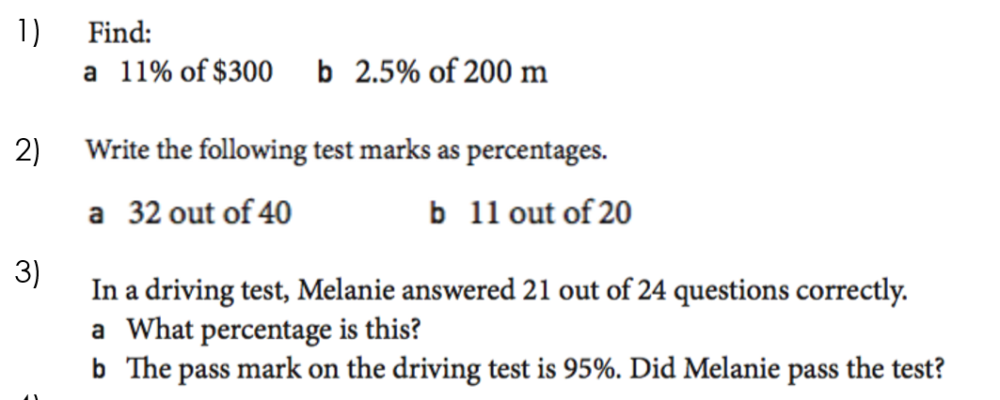 1) Find:
a 11% of $300 b 2.5% of 200 m
2) Write the following test marks as percentages.
a 32 out of 40 b 11 out of 20
3)
In a driving test, Melanie answered 21 out of 24 questions correctly.
a What percentage is this?
b The pass mark on the driving test is 95%. Did Melanie pass the test?